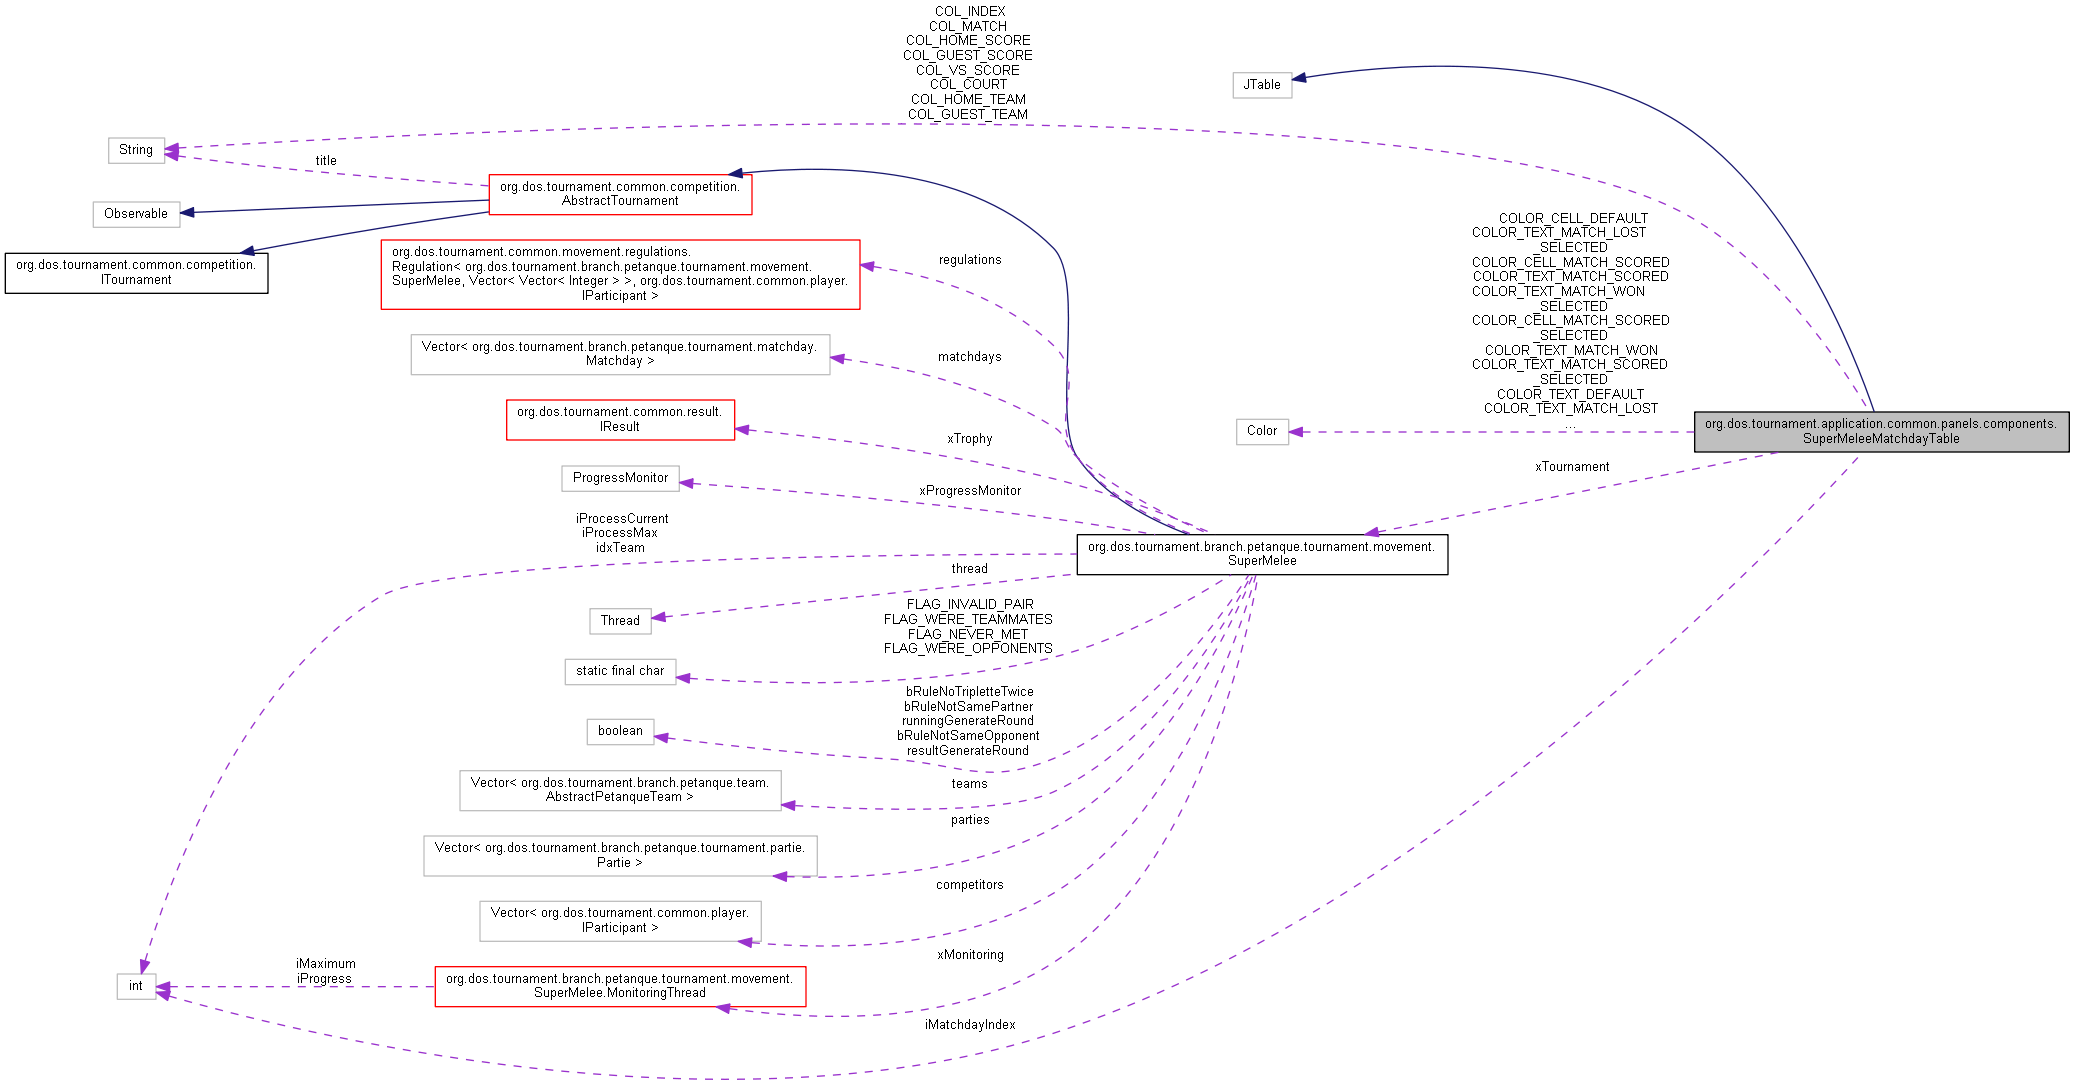 COL_INDEX
COL_MATCH
COL_HOME_SCORE
COL_GUEST_SCORE
COL_VS_SCORE
COL_COURT
COL_HOME_TEAM
COL_GUEST_TEAM
JTable
String
title
org.dos.tournament.common.competition.
AbstractTournament
Observable
org.dos.tournament.common.competition.
ITournament
org.dos.tournament.common.movement.regulations.
Regulation< org.dos.tournament.branch.petanque.tournament.movement.
SuperMelee, Vector< Vector< Integer > >, org.dos.tournament.common.player.
IParticipant >
regulations
COLOR_CELL_DEFAULT
COLOR_TEXT_MATCH_LOST
_SELECTED
COLOR_CELL_MATCH_SCORED
COLOR_TEXT_MATCH_SCORED
COLOR_TEXT_MATCH_WON
_SELECTED
COLOR_CELL_MATCH_SCORED
_SELECTED
COLOR_TEXT_MATCH_WON
COLOR_TEXT_MATCH_SCORED
_SELECTED
COLOR_TEXT_DEFAULT
COLOR_TEXT_MATCH_LOST
...
Vector< org.dos.tournament.branch.petanque.tournament.matchday.
Matchday >
matchdays
org.dos.tournament.common.result.
IResult
xTrophy
Color
org.dos.tournament.application.common.panels.components.
SuperMeleeMatchdayTable
xTournament
ProgressMonitor
xProgressMonitor
iProcessCurrent
iProcessMax
idxTeam
org.dos.tournament.branch.petanque.tournament.movement.
SuperMelee
thread
Thread
FLAG_INVALID_PAIR
FLAG_WERE_TEAMMATES
FLAG_NEVER_MET
FLAG_WERE_OPPONENTS
static final char
bRuleNoTripletteTwice
bRuleNotSamePartner
runningGenerateRound
bRuleNotSameOpponent
resultGenerateRound
boolean
Vector< org.dos.tournament.branch.petanque.team.
AbstractPetanqueTeam >
teams
parties
Vector< org.dos.tournament.branch.petanque.tournament.partie.
Partie >
competitors
Vector< org.dos.tournament.common.player.
IParticipant >
xMonitoring
iMaximum
iProgress
int
org.dos.tournament.branch.petanque.tournament.movement.
SuperMelee.MonitoringThread
iMatchdayIndex